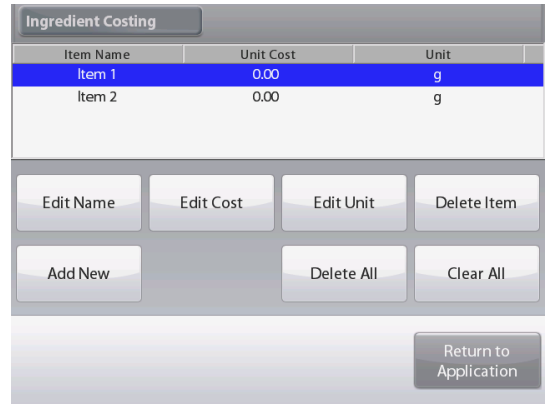 Ingredient Costing
Item Name Unit Cost Unit
Item 1 0.00 g
Item 2 0.00 g
Edit Name Edit Cost Edit Unit Delete Item
Add New Delete All Clear All
Return to
Application